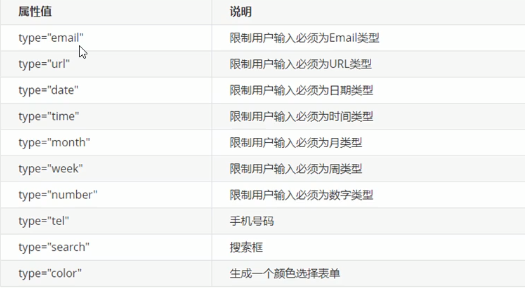 属性值 说明
type="email" 限制用户输入必须为Email类型
type="url" 限制用户输入必须为URL类型
type="date" 限制用户输入必须为日期类型
type="time" 限制用户输入必须为时间类型
type="month" 限制用户输入必须为月类型
type="week" 限制用户输入必须为周类型
type="number" 限制用户输入必须为数字类型
type="tel" 手机号码
type="search" 搜索框
type="color" 生成一个颜色选择表单